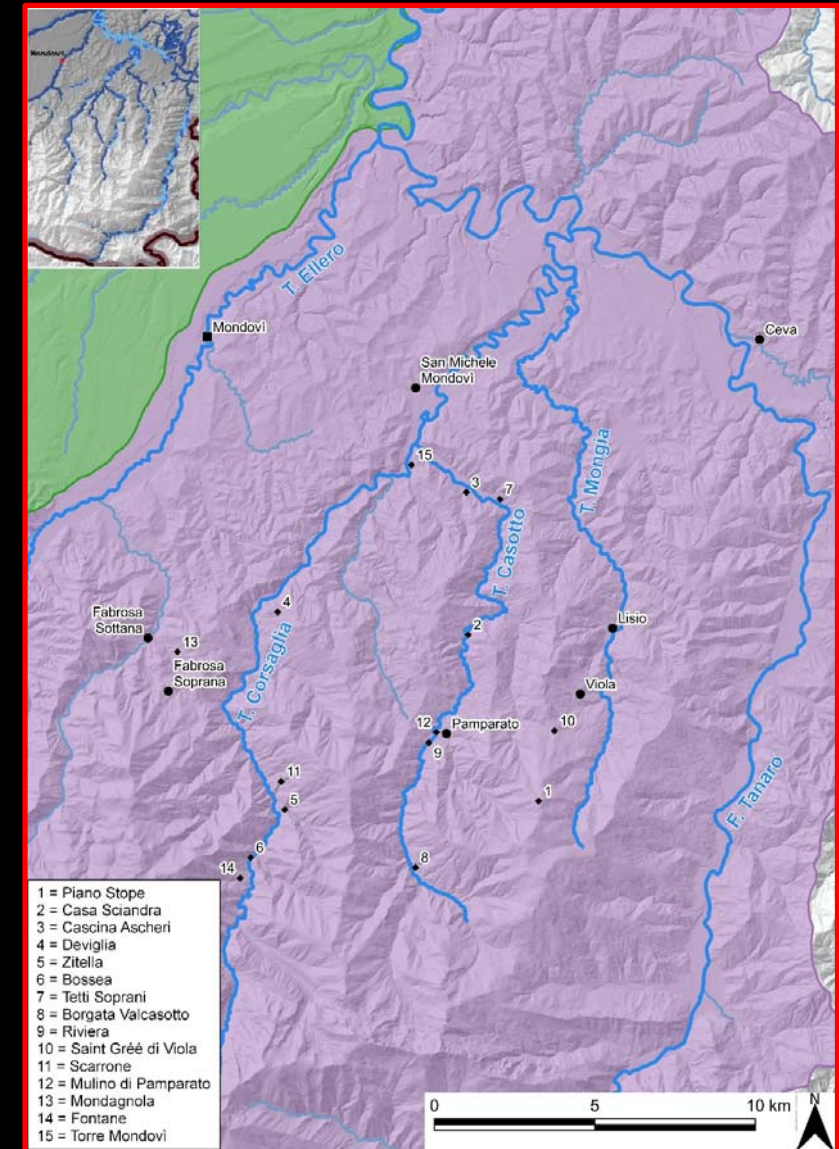 Mondovì
T. Ellero
Mondovì
Ceva
San Michele
Mondovì
T. Mongia
15
3
7
T. Casotto
4
Fabrosa
Sottana
2
Lisio
13
Fabrosa
Soprana
T. Corsaglia
Viola
12
Pamparato
10
9
11
1
5
F. Tanaro
6
8
14
1 = Piano Stope
2 = Casa Sciandra
3 = Cascina Ascheri
4 = Deviglia
5 = Zitella
6 = Bossea
7 = Tetti Soprani
8 = Borgata Valcasotto
9 = Riviera
10 = Saint Gréé di Viola
11 = Scarrone
12 = Mulino di Pamparato
13 = Mondagnola
14 = Fontane
15 = Torre Mondovì
0 5 10 km
N